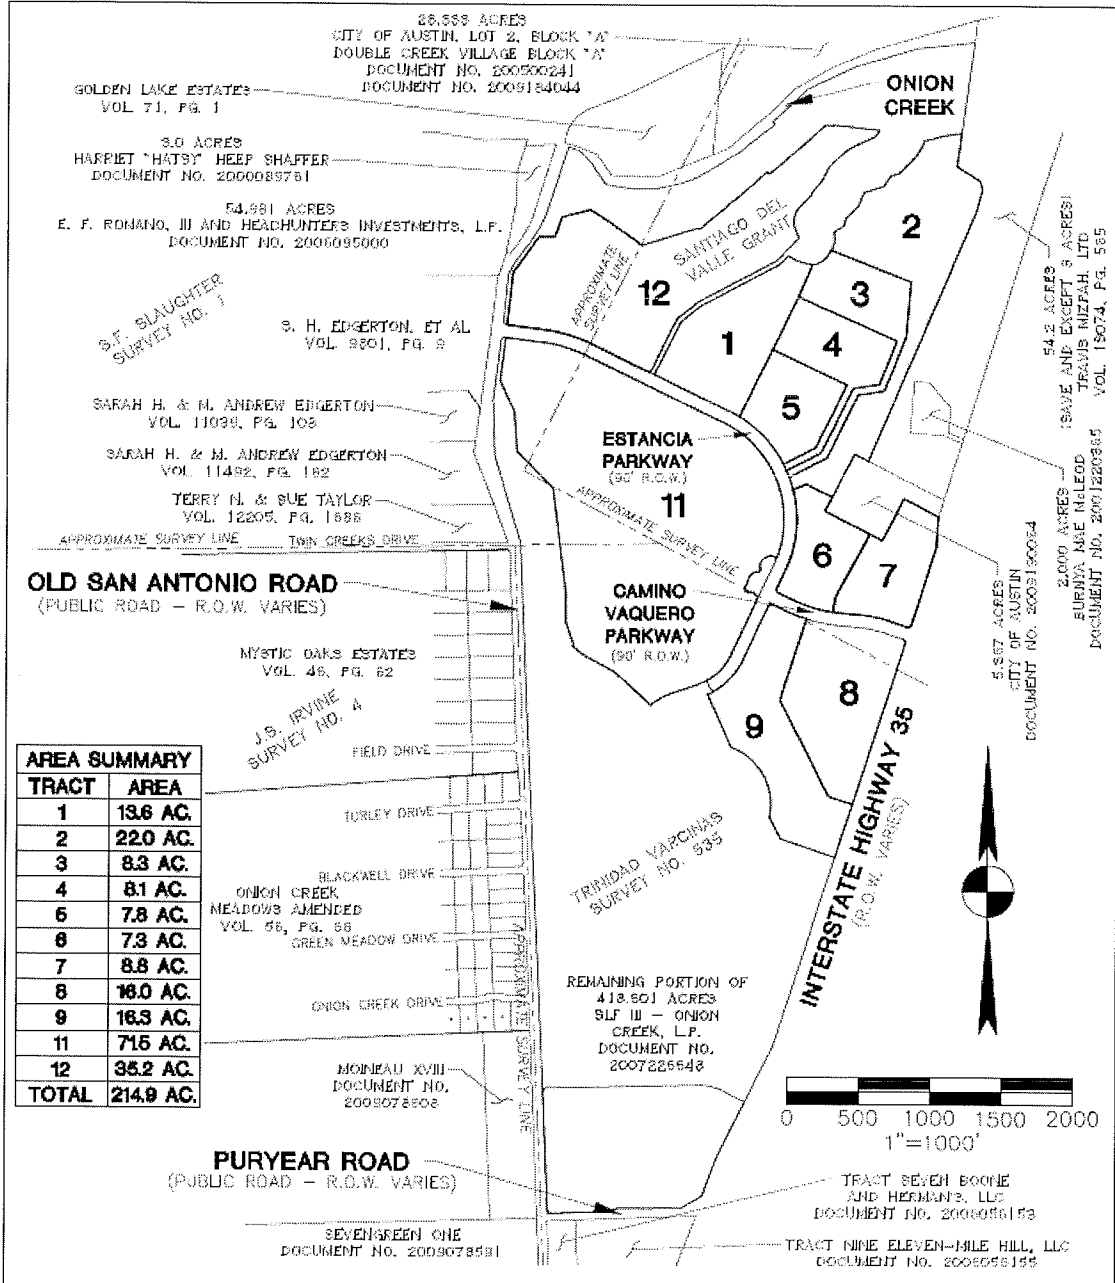 28.333 ACRES
CITY OF AUSTIN, LOT 2, BLOCK "A"
DOUBLE CREEK VILLAGE BLOCK "A"
DOCUMENT NO. 200500241
DOCUMENT NO. 2009184044
GOLDEN LAKE ESTATES
VOL 71, PG. 1
ONION
CREEK
3.0 ACRES
HARRIET "HATSY" HEEP SHAFFER
DOCUMENT NO. 2000089761
54.981 ACRES
E. F. ROMANO, III AND HEADHUNTERS INVESTMENTS, L.P.
DOCUMENT NO. 2006095000
S.F. SLAUGHTER
SURVEY NO. 1
APPROXIMATE
SURVEY LINE
SANTIAGO DEL
VALLE GRANT
2
12
3
1
4
5
S. H. EDGERTON, ET AL
VOL. 9801, PG. 9
SARAH H. & M. ANDREW EDGERTON
VOL. 11036, PG. 103
SARAH H. & M. ANDREW EDGERTON
VOL. 11492, PG. 162
TERRY N. & SUE TAYLOR
VOL. 12205, PG. 1686
APPROXIMATE SURVEY LINE
TWIN CREEKS DRIVE
ESTANCIA
PARKWAY
(90' R.O.W.)
11
APPROXIMATE SURVEY LINE
6
7
54.2 ACRES
(SAVE AND EXCEPT 3 ACRES)
TRAVIS MIZPAH, LTD
VOL. 13074, PG. 565
2.000 ACRES
BURNYA MAE McLEOD
DOCUMENT NO. 2001220365
5.367 ACRES
CITY OF AUSTIN
DOCUMENT NO. 2009190064
OLD SAN ANTONIO ROAD
(PUBLIC ROAD – R.O.W. VARIES)
CAMINO
VAQUERO
PARKWAY
(90' R.O.W.)
MYSTIC OAKS ESTATES
VOL. 46, PG. 62
J.S. IRVINE
SURVEY NO. 4
8
9
FIELD DRIVE
INTERSTATE HIGHWAY 35
(R.O.W. VARIES)
AREA SUMMARY
TRACT AREA
1 13.6 AC.
2 22.0 AC.
3 8.3 AC.
4 8.1 AC.
5 7.8 AC.
6 7.3 AC.
7 8.8 AC.
8 16.0 AC.
9 16.3 AC.
11 71.5 AC.
12 35.2 AC.
TOTAL 214.9 AC.
TURLEY DRIVE
BLACKWELL DRIVE
ONION CREEK
MEADOWS AMENDED
VOL. 56, PG. 66
GREEN MEADOW DRIVE
ONION CREEK DRIVE
APPROXIMATE SURVEY LINE
TRINIDAD VARCINAS
SURVEY NO. 535
REMAINING PORTION OF
418.601 ACRES
SLF III – ONION
CREEK, L.P.
DOCUMENT NO.
2007226648
MOINEAU XVIII
DOCUMENT NO.
2009078608
0 500 1000 1500 2000
1"=1000'
PURYEAR ROAD
(PUBLIC ROAD – R.O.W. VARIES)
TRACT SEVEN BOONE
AND HERMAN'S, LLC
DOCUMENT NO. 2006056153
SEVENGREEN ONE
DOCUMENT NO. 2009078591
TRACT NINE ELEVEN-MILE HILL, LLC
DOCUMENT NO. 2006056155